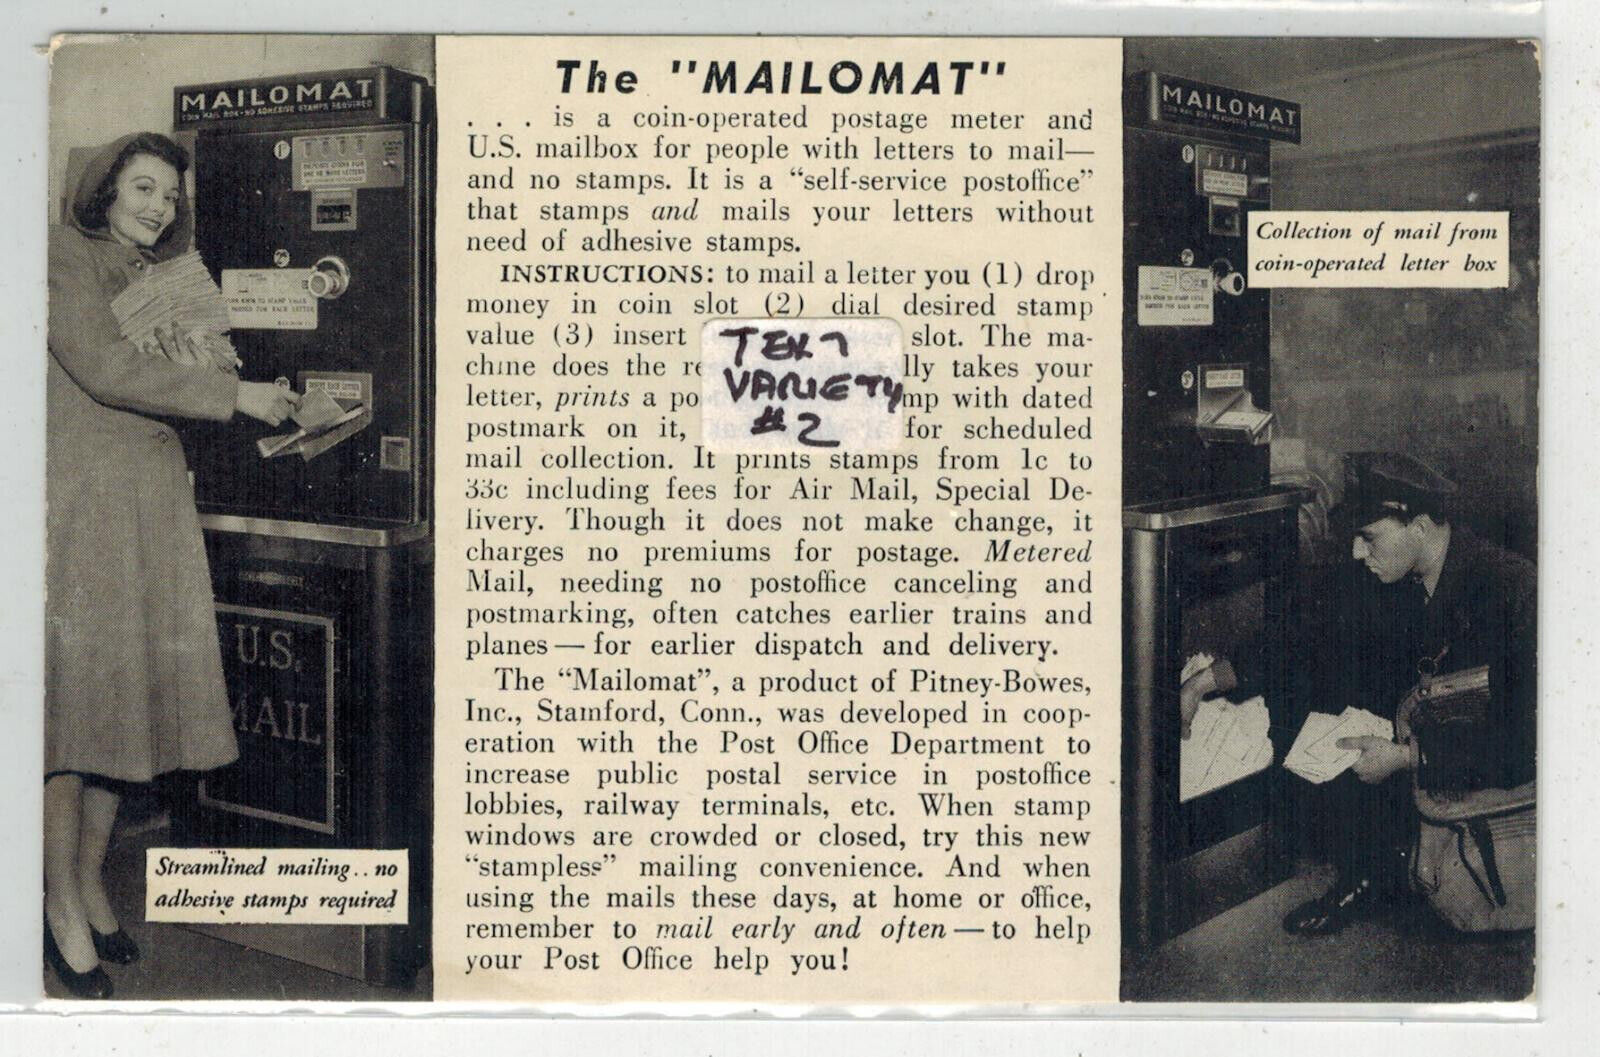 The "MAILOMAT"
. . . is a coin-operated postage meter and
U.S. mailbox for people with letters to mail—
and no stamps. It is a “self-service postoffice”
that stamps and mails your letters without
need of adhesive stamps.
INSTRUCTIONS: to mail a letter you (1) drop
money in coin slot (2) dial desired stamp
value (3) insert slot. The ma-
chine does the re lly takes your
letter, prints a po mp with dated
postmark on it, for scheduled
mail collection. It prints stamps from 1c to
33c including fees for Air Mail, Special De-
livery. Though it does not make change, it
charges no premiums for postage. Metered
Mail, needing no postoffice canceling and
postmarking, often catches earlier trains and
planes — for earlier dispatch and delivery.
The “Mailomat”, a product of Pitney-Bowes,
Inc., Stamford, Conn., was developed in coop-
eration with the Post Office Department to
increase public postal service in postoffice
lobbies, railway terminals, etc. When stamp
windows are crowded or closed, try this new
“stampless” mailing convenience. And when
using the mails these days, at home or office,
remember to mail early and often — to help
your Post Office help you!
TEXT
VARIETY
#2
MAILOMAT
COIN MAIL BOX - NO ADHESIVE STAMPS REQUIRED
U.S.
MAIL
Streamlined mailing.. no
adhesive stamps required
MAILOMAT
COIN MAIL BOX - NO ADHESIVE STAMPS REQUIRED
Collection of mail from
coin-operated letter box